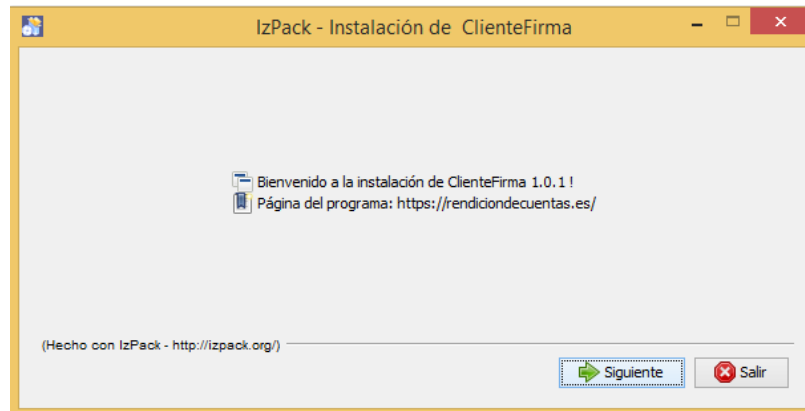 IzPack - Instalación de ClienteFirma
Bienvenido a la instalación de ClienteFirma 1.0.1 !
Página del programa: https://rendiciondecuentas.es/
(Hecho con IzPack - http://izpack.org/)
Siguiente
Salir